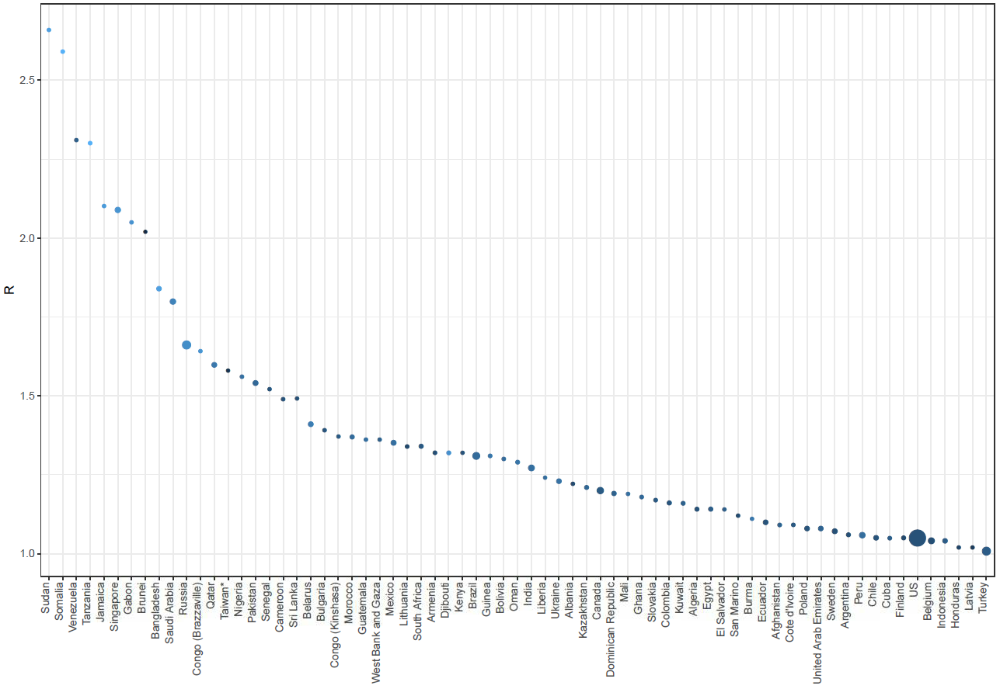 R
2.5
2.0
1.5
1.0
Sudan
Somalia
Venezuela
Tanzania
Jamaica
Singapore
Gabon
Brunei
Bangladesh
Saudi Arabia
Russia
Congo (Brazzaville)
Qatar
Taiwan*
Nigeria
Pakistan
Senegal
Cameroon
Sri Lanka
Belarus
Bulgaria
Congo (Kinshasa)
Morocco
Guatemala
West Bank and Gaza
Mexico
Lithuania
South Africa
Armenia
Djibouti
Kenya
Brazil
Guinea
Bolivia
Oman
India
Liberia
Ukraine
Albania
Kazakhstan
Canada
Dominican Republic
Mali
Ghana
Slovakia
Colombia
Kuwait
Algeria
Egypt
El Salvador
San Marino
Burma
Ecuador
Afghanistan
Cote d'Ivoire
Poland
United Arab Emirates
Sweden
Argentina
Peru
Chile
Cuba
Finland
US
Belgium
Indonesia
Honduras
Latvia
Turkey